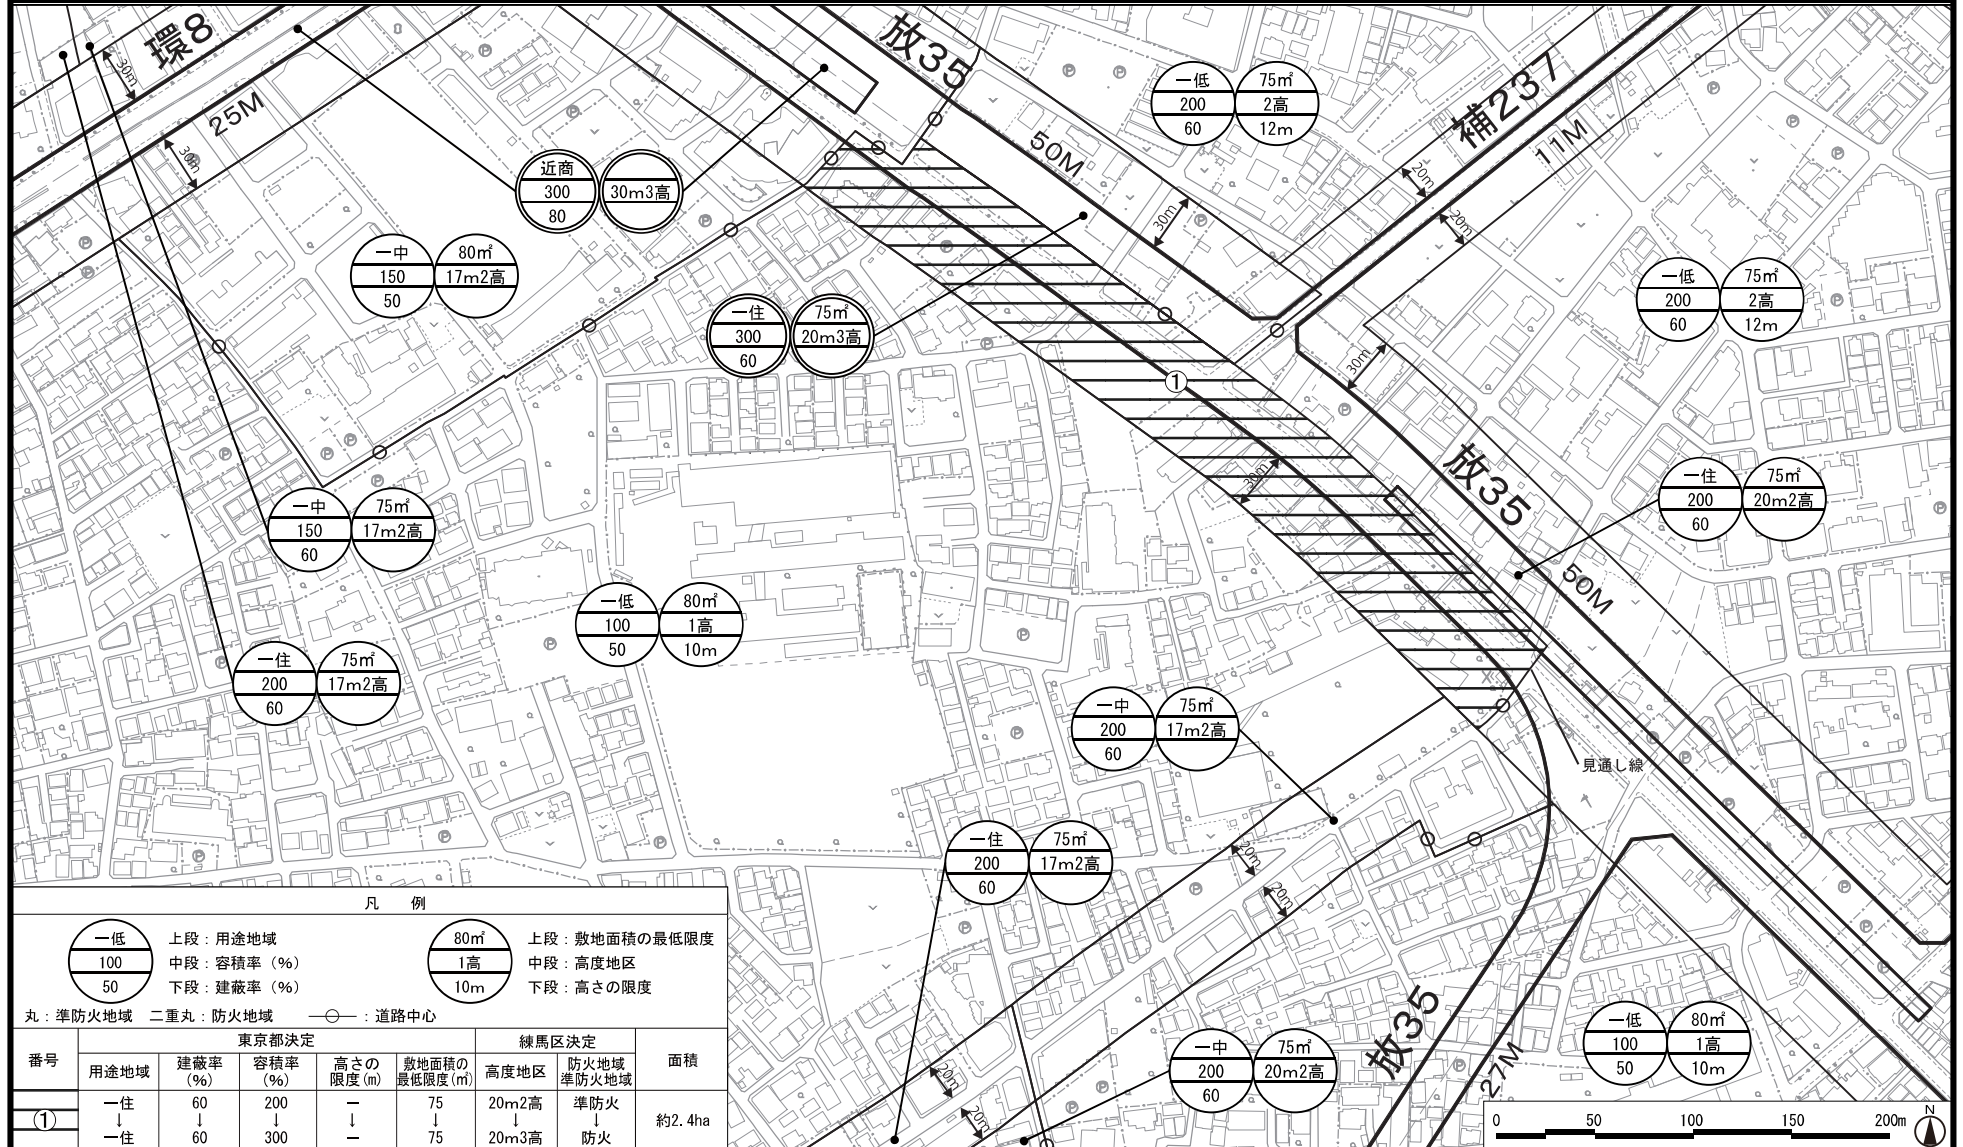 環8
30m
25M
30m
放35
50M
一低 75㎡
200 2高
60 12m
補237
11M
20m
20m
近商
300 30m3高
80
30m
一中 80㎡
150 17m2高
50
一低 75㎡
200 2高
60 12m
一住 75㎡
300 20m3高
60
30m
①
放35
30m
一住 75㎡
200 20m2高
60
一中 75㎡
150 17m2高
60
50M
一低 80㎡
100 1高
50 10m
一住 75㎡
200 17m2高
60
一中 75㎡
200 17m2高
60
見通し線
一住 75㎡
200 17m2高
60
20m
20m
放35
27M
一中 75㎡
200 20m2高
60
20m
20m
一低 80㎡
100 1高
50 10m
凡 例
一低 上段：用途地域 80㎡ 上段：敷地面積の最低限度
100 中段：容積率（%） 1高 中段：高度地区
50 下段：建蔽率（%） 10m 下段：高さの限度
丸：準防火地域 二重丸：防火地域 ：道路中心
番号 東京都決定 練馬区決定 面積
用途地域 建蔽率(%) 容積率(%) 高さの限度(m) 敷地面積の最低限度(㎡) 高度地区 防火地域準防火地域
一住 60 200 － 75 20m2高 準防火
① ↓ ↓ ↓ ↓ ↓ ↓ ↓ 約2.4ha
一住 60 300 － 75 20m3高 防火
0 50 100 150 200m
N